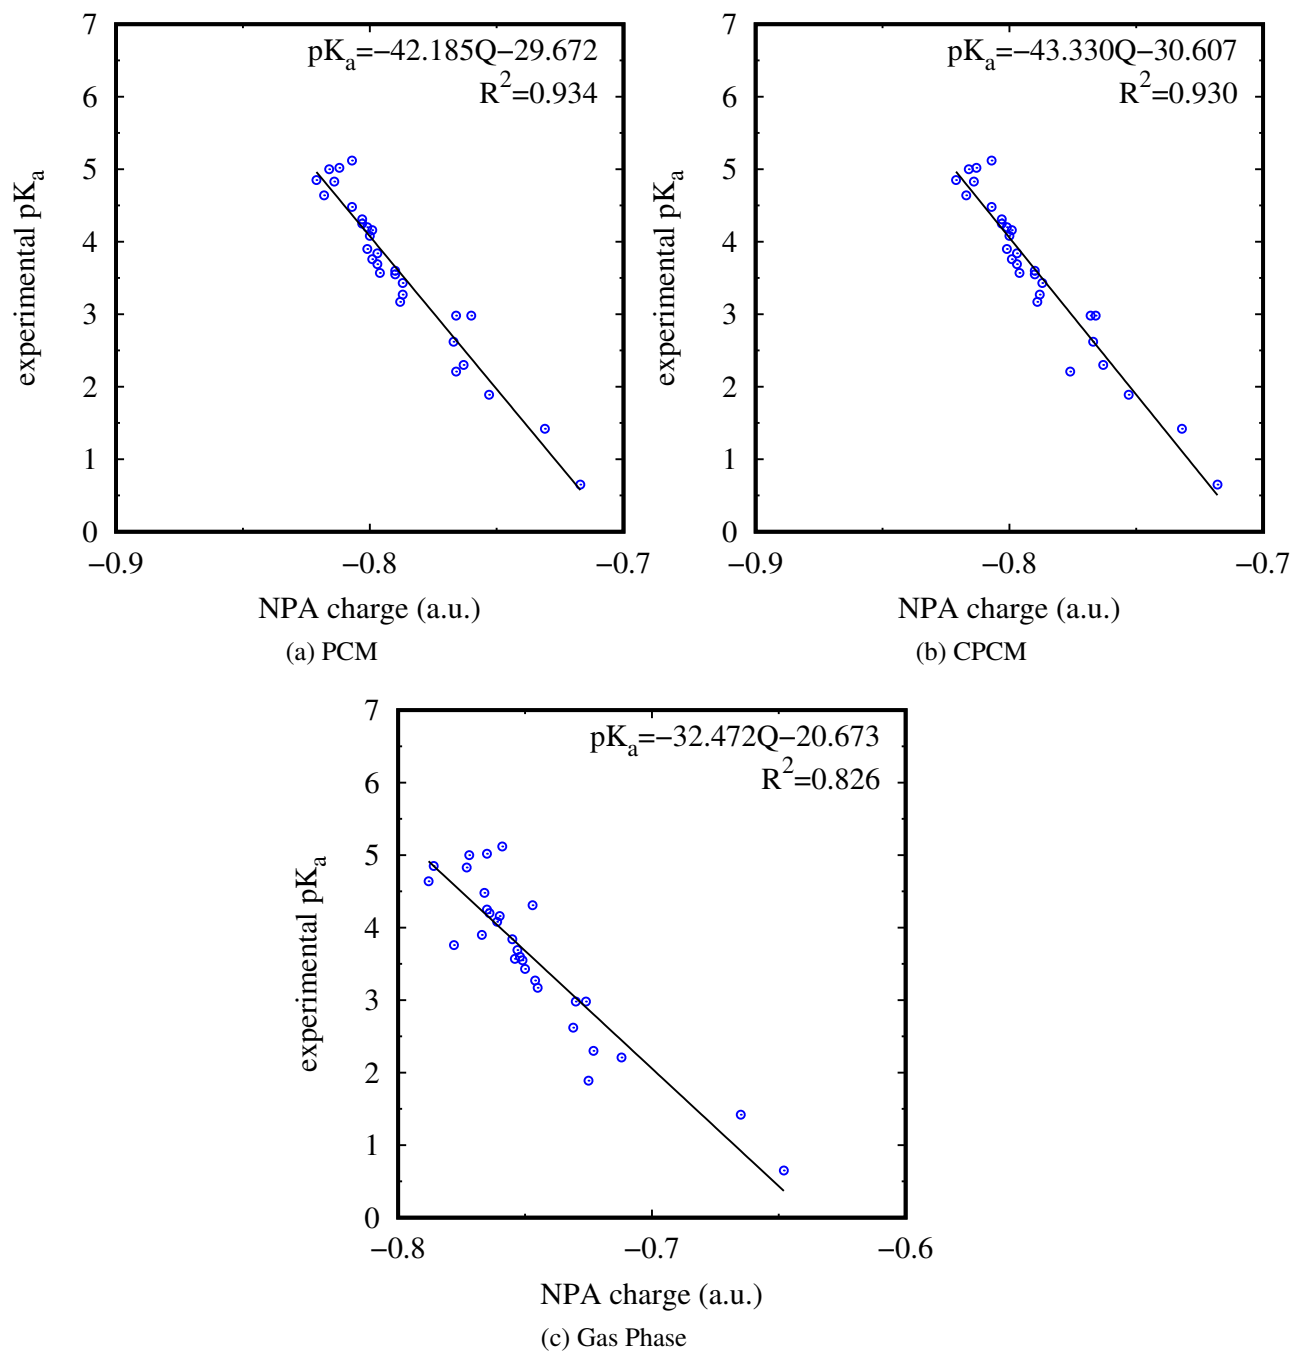 7
6
5
4
3
2
1
0
−0.9
−0.8
−0.7
experimental pKa
pKa=−42.185Q−29.672
R2=0.934
NPA charge (a.u.)
(a) PCM
7
6
5
4
3
2
1
0
−0.9
−0.8
−0.7
experimental pKa
pKa=−43.330Q−30.607
R2=0.930
NPA charge (a.u.)
(b) CPCM
7
6
5
4
3
2
1
0
−0.8
−0.7
−0.6
experimental pKa
pKa=−32.472Q−20.673
R2=0.826
NPA charge (a.u.)
(c) Gas Phase